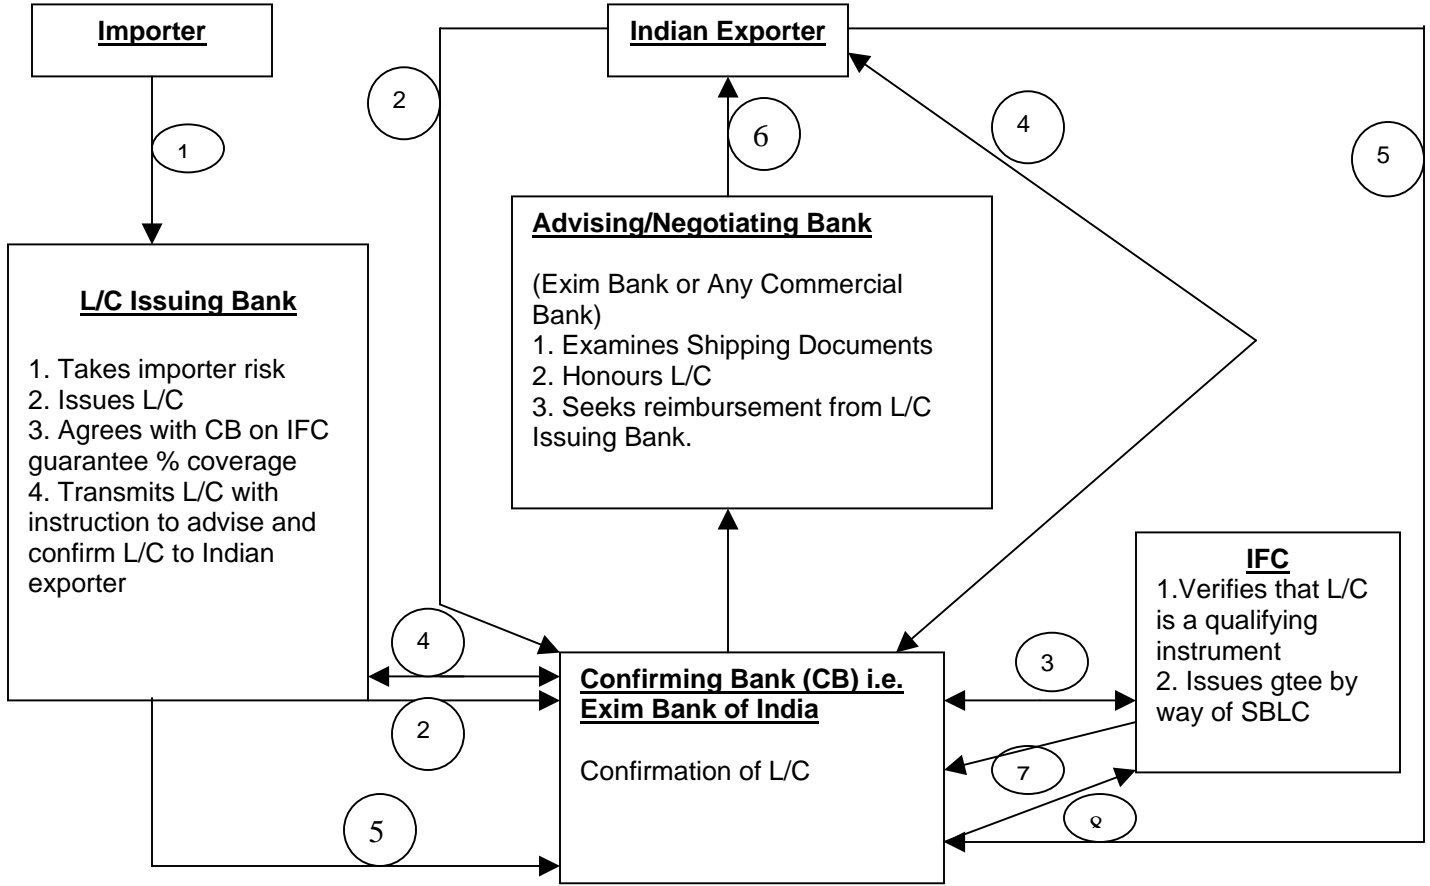 Importer
Indian Exporter
2
4
1
6
5
Advising/Negotiating Bank
(Exim Bank or Any Commercial
Bank)
1. Examines Shipping Documents
2. Honours L/C
3. Seeks reimbursement from L/C
Issuing Bank.
L/C Issuing Bank
1. Takes importer risk
2. Issues L/C
3. Agrees with CB on IFC
guarantee % coverage
4. Transmits L/C with
instruction to advise and
confirm L/C to Indian
exporter
IFC
1.Verifies that L/C
is a qualifying
instrument
2. Issues gtee by
way of SBLC
4
3
Confirming Bank (CB) i.e.
Exim Bank of India
Confirmation of L/C
2
7
8
5